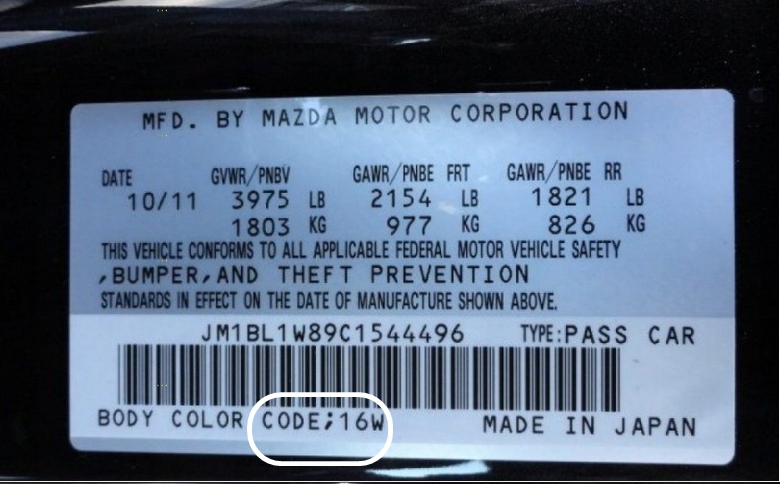 MFD. BY MAZDA MOTOR CORPORATION
DATE GVWR/PNBV GAWR/PNBE FRT GAWR/PNBE RR
10/11 3975 LB 2154 LB 1821 LB
1803 KG 977 KG 826 KG
THIS VEHICLE CONFORMS TO ALL APPLICABLE FEDERAL MOTOR VEHICLE SAFETY
,BUMPER,AND THEFT PREVENTION
STANDARDS IN EFFECT ON THE DATE OF MANUFACTURE SHOWN ABOVE.
JM1BL1W89C1544496 TYPE:PASS CAR
BODY COLOR CODE;16W MADE IN JAPAN